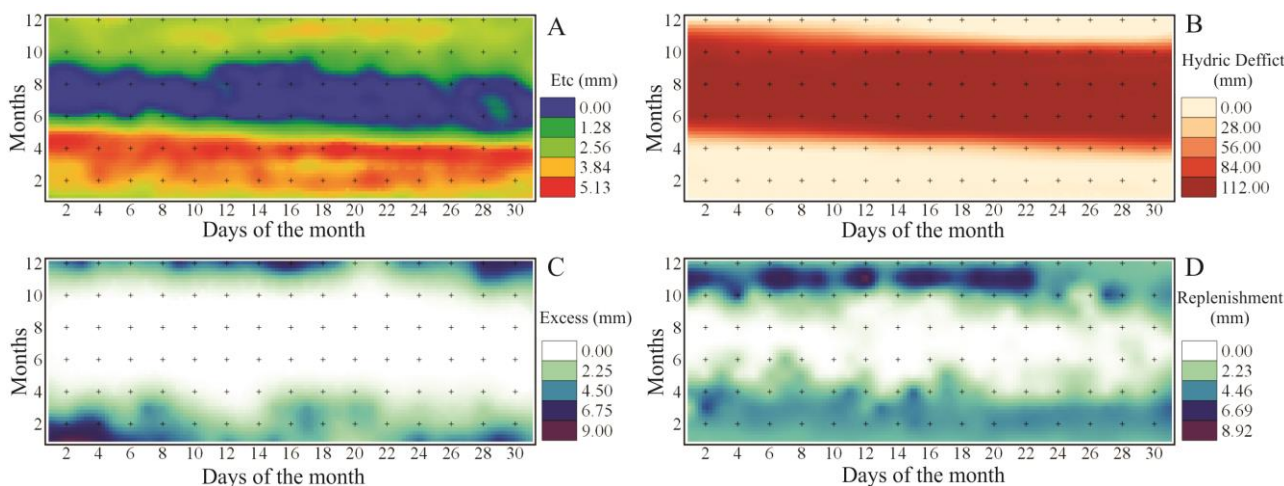 A
12
10
8
6
4
2
Months
2 4 6 8 10 12 14 16 18 20 22 24 26 28 30
Days of the month
Etc (mm)
0.00
1.28
2.56
3.84
5.13
B
12
10
8
6
4
2
Months
2 4 6 8 10 12 14 16 18 20 22 24 26 28 30
Days of the month
Hydric Deffict
(mm)
0.00
28.00
56.00
84.00
112.00
C
12
10
8
6
4
2
Months
2 4 6 8 10 12 14 16 18 20 22 24 26 28 30
Days of the month
Excess (mm)
0.00
2.25
4.50
6.75
9.00
D
12
10
8
6
4
2
Months
2 4 6 8 10 12 14 16 18 20 22 24 26 28 30
Days of the month
Replenishment
(mm)
0.00
2.23
4.46
6.69
8.92